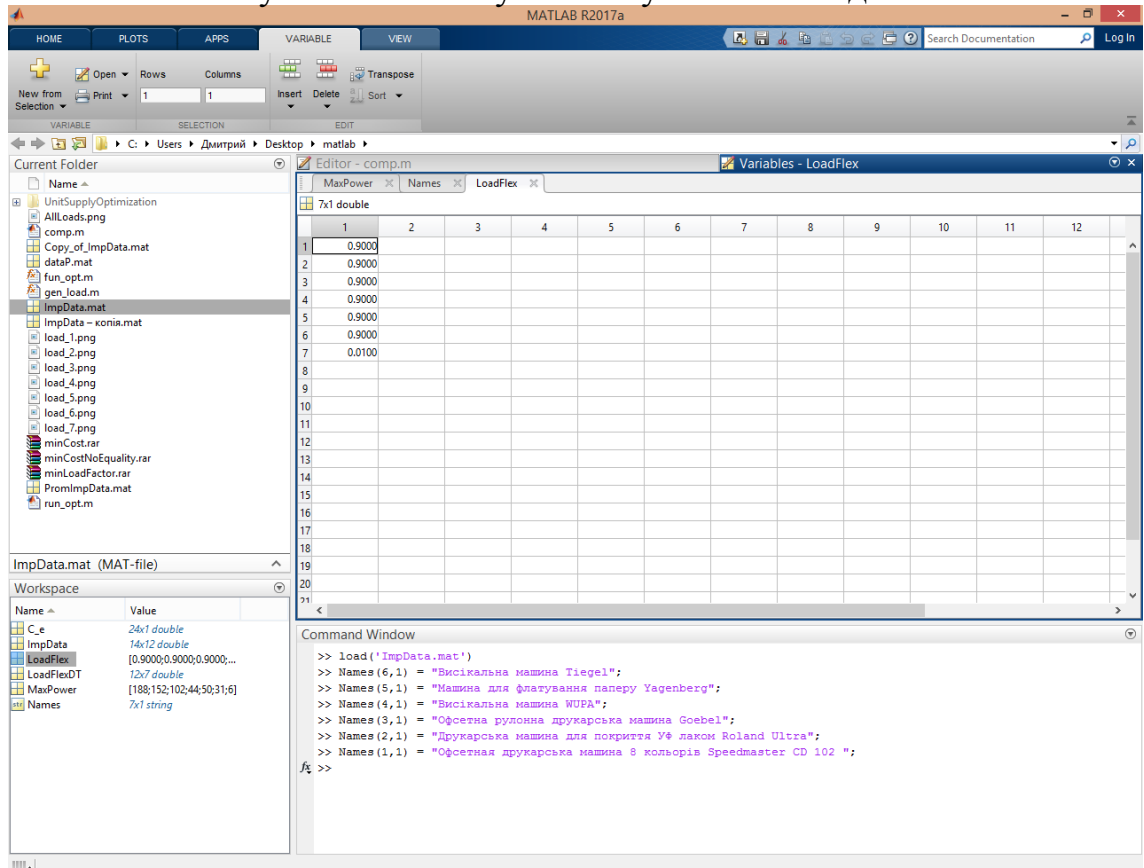 MATLAB R2017a
HOME PLOTS APPS VARIABLE VIEW Search Documentation Log In
New from Selection Open Print Rows Columns 1 1 Insert Delete Transpose Sort
VARIABLE SELECTION EDIT
C: Users Дмитрий Desktop matlab
Current Folder
Name
UnitSupplyOptimization
AllLoads.png
comp.m
Copy_of_ImpData.mat
dataP.mat
fun_opt.m
gen_load.m
ImpData.mat
ImpData – копія.mat
load_1.png
load_2.png
load_3.png
load_4.png
load_5.png
load_6.png
load_7.png
minCost.rar
minCostNoEquality.rar
minLoadFactor.rar
PromImpData.mat
run_opt.m
ImpData.mat (MAT-file)
Workspace
Name Value
C_e 24x1 double
ImpData 14x12 double
LoadFlex [0.9000;0.9000;0.9000;...
LoadFlexDT 12x7 double
MaxPower [188;152;102;44;50;31;6]
Names 7x1 string
Editor - comp.m Variables - LoadFlex
MaxPower Names LoadFlex
7x1 double
1 2 3 4 5 6 7 8 9 10 11 12
1 0.9000
2 0.9000
3 0.9000
4 0.9000
5 0.9000
6 0.9000
7 0.0100
8
9
10
11
12
13
14
15
16
17
18
19
20
21
Command Window
>> load('ImpData.mat')
>> Names(6,1) = "Висікальна машина Tiegel";
>> Names(5,1) = "Машина для флатування паперу Yagenberg";
>> Names(4,1) = "Висікальна машина WUPA";
>> Names(3,1) = "Офсетна рулонна друкарська машина Goebel";
>> Names(2,1) = "Друкарська машина для покриття УФ лаком Roland Ultra";
>> Names(1,1) = "Офсетная друкарська машина 8 кольорів Speedmaster CD 102 ";
fx >>